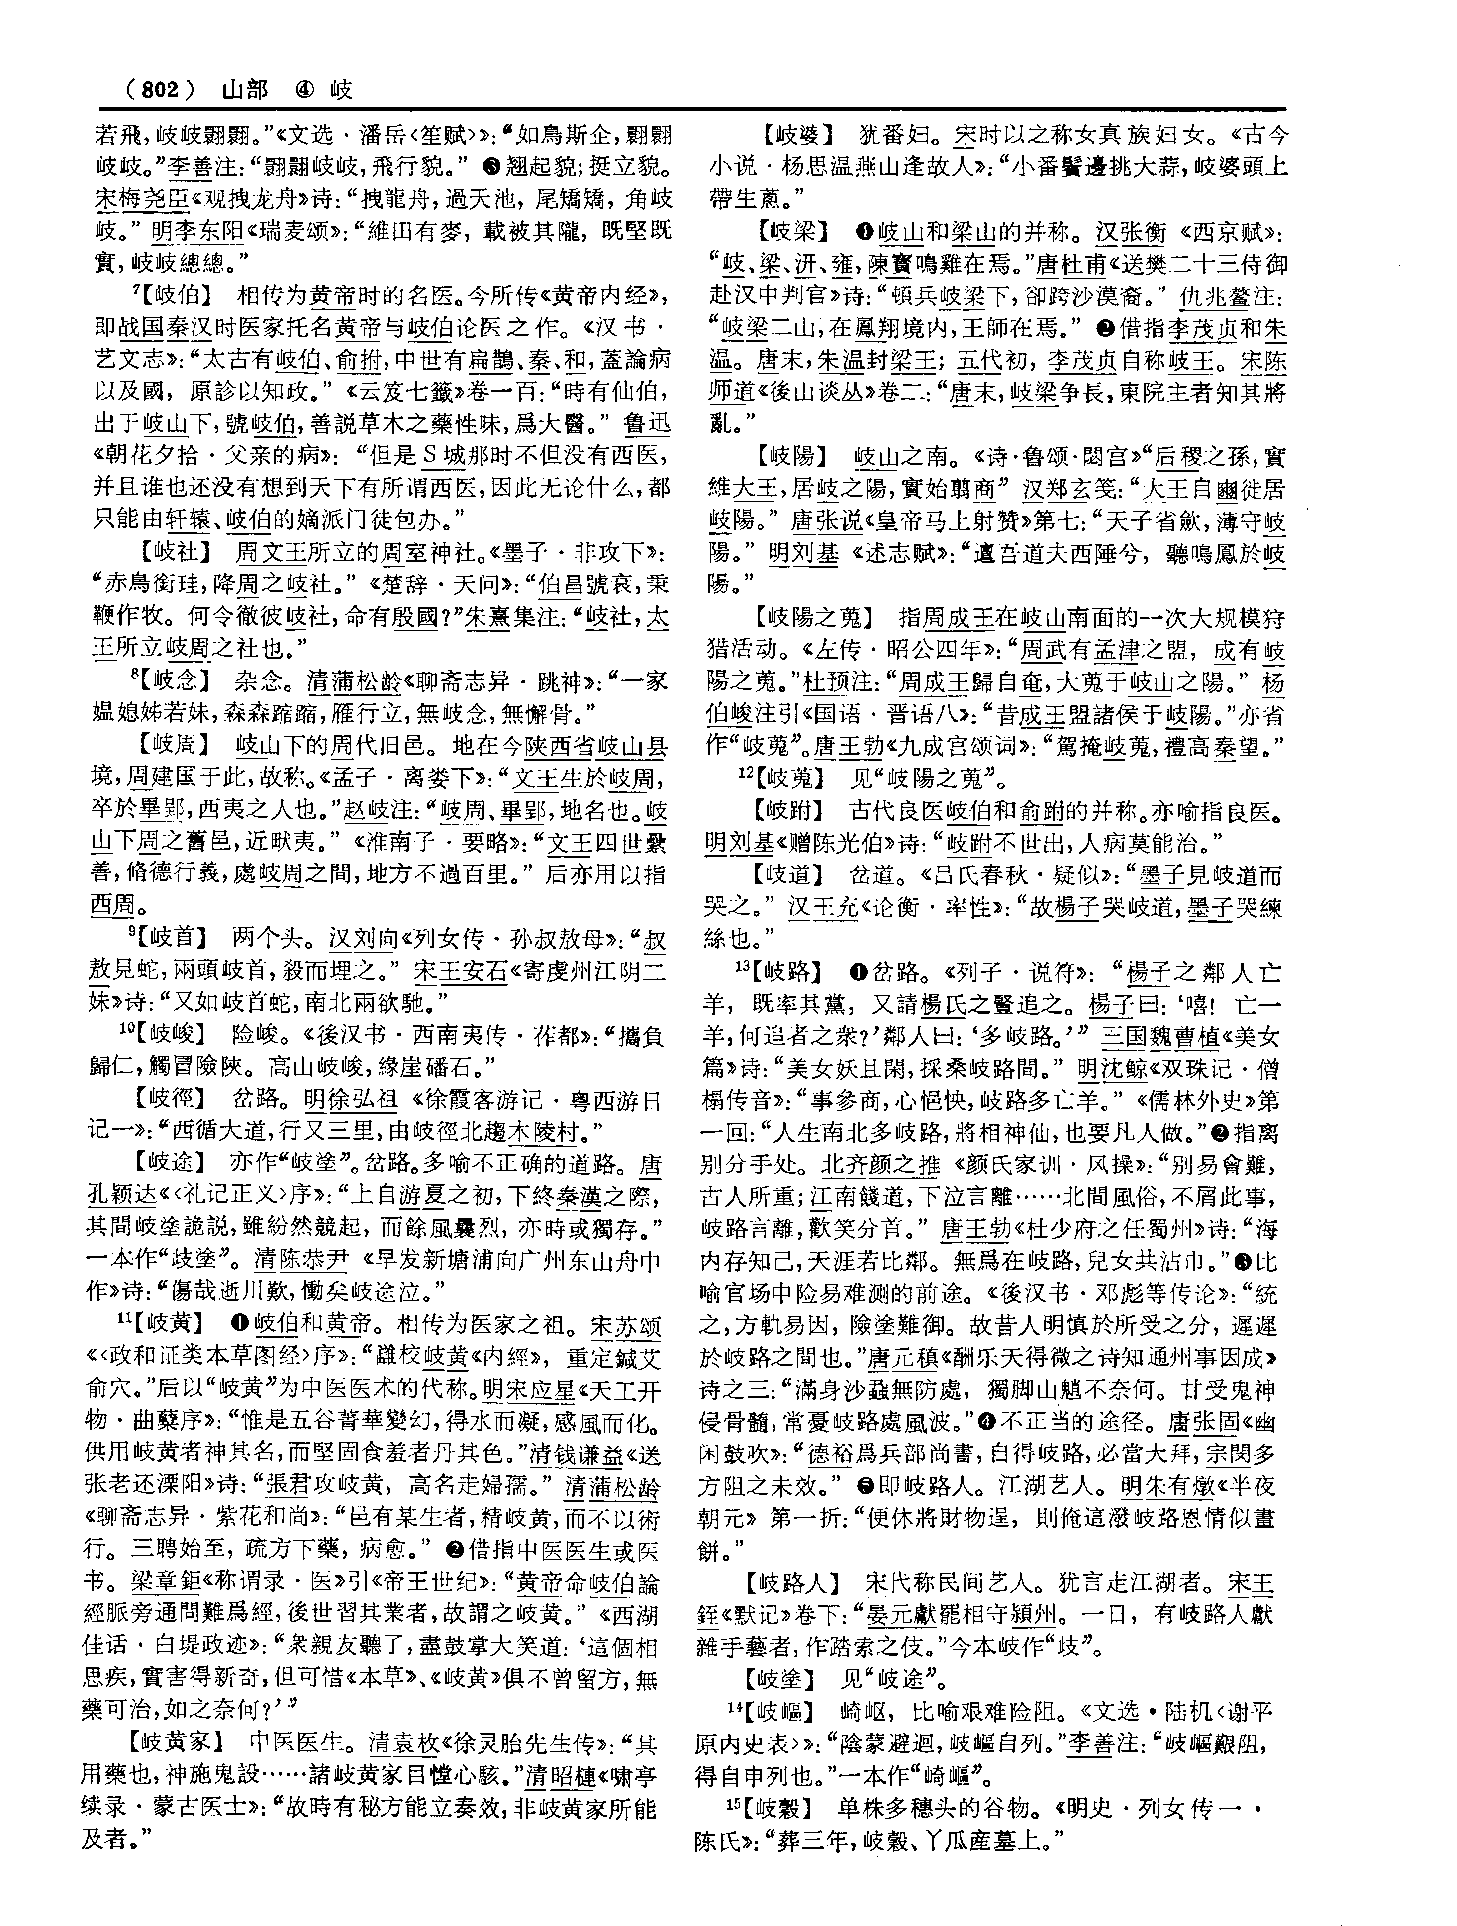 （802） 山部 ④ 岐
若飛，岐岐翾翾。”《文选·潘岳〈笙赋〉》：“如鳥斯企，翾翾
岐岐。”李善注：“翾翾岐岐，飛行貌。” ❸翘起貌；挺立貌。
宋梅尧臣《观拽龙舟》诗：“拽龍舟，過天池，尾矯矯，角岐
岐。” 明李东阳《瑞麦颂》：“維田有麥，載被其隴，既堅既
實，岐岐總總。”
⁷【岐伯】 相传为黄帝时的名医。今所传《黄帝内经》，
即战国秦汉时医家托名黄帝与岐伯论医之作。《汉书·
艺文志》：“太古有岐伯、俞拊，中世有扁鵲、秦、和，蓋論病
以及國，原診以知政。”《云笈七籤》卷一百：“時有仙伯，
出于岐山下，號岐伯，善説草木之藥性味，爲大醫。” 鲁迅
《朝花夕拾·父亲的病》：“但是S城那时不但没有西医，
并且谁也还没有想到天下有所谓西医，因此无论什么，都
只能由轩辕、岐伯的嫡派门徒包办。”
【岐社】 周文王所立的周室神社。《墨子·非攻下》：
“赤鳥銜珪，降周之岐社。”《楚辞·天问》：“伯昌號衰，秉
鞭作牧。何令徹彼岐社，命有殷國？”朱熹集注：“岐社，太
王所立岐周之社也。”
⁸【岐念】 杂念。清蒲松龄《聊斋志异·跳神》：“一家
媪媳姊若妹，森森蹜蹜，雁行立，無岐念，無懈骨。”
【岐周】 岐山下的周代旧邑。地在今陕西省岐山县
境，周建国于此，故称。《孟子·离娄下》：“文王生於岐周，
卒於畢郢，西夷之人也。”赵岐注：“岐周、畢郢，地名也。岐
山下周之舊邑，近畎夷。”《淮南子·要略》：“文王四世纍
善，脩德行義，處岐周之間，地方不過百里。” 后亦用以指
西周。
⁹【岐首】 两个头。汉刘向《列女传·孙叔敖母》：“叔
敖見蛇，兩頭岐首，殺而埋之。” 宋王安石《寄虔州江阴二
妹》诗：“又如岐首蛇，南北兩欲馳。”
¹⁰【岐峻】 险峻。《後汉书·西南夷传·莋都》：“攜負
歸仁，觸冒險陝。高山岐峻，緣崖磻石。”
【岐徑】 岔路。明徐弘祖《徐霞客游记·粤西游日
记一》：“西循大道，行又三里，由岐徑北趨木陵村。”
【岐途】 亦作“岐塗”。岔路。多喻不正确的道路。唐
孔颖达《〈礼记正义〉序》：“上自游夏之初，下終秦漢之際，
其間岐塗詭説，雖紛然競起，而餘風曩烈，亦時或獨存。”
一本作“歧塗”。清陈恭尹《早发新塘浦向广州东山舟中
作》诗：“傷哉逝川歎，慟矣岐途泣。”
¹¹【岐黄】 ❶岐伯和黄帝。相传为医家之祖。宋苏颂
《〈政和证类本草图经〉序》：“讎校岐黄《内經》，重定鍼艾
俞穴。”后以“岐黄”为中医医术的代称。明宋应星《天工开
物·曲蘖序》：“惟是五谷菁華變幻，得水而凝，感風而化。
供用岐黄者神其名，而堅固食羞者丹其色。”清钱谦益《送
张老还溧阳》诗：“張君攻岐黄，高名走婦孺。” 清蒲松龄
《聊斋志异·紫花和尚》：“邑有某生者，精岐黄，而不以術
行。三聘始至，疏方下藥，病愈。” ❷借指中医医生或医
书。梁章鉅《称谓录·医》引《帝王世纪》：“黄帝命岐伯論
經脈旁通問難爲經，後世習其業者，故謂之岐黄。”《西湖
佳话·白堤政迹》：“衆親友聽了，盡鼓掌大笑道：‘這個相
思疾，實害得新奇，但可惜《本草》、《岐黄》俱不曾留方，無
藥可治，如之奈何？’”
【岐黄家】 中医医生。清袁枚《徐灵胎先生传》：“其
用藥也，神施鬼設……諸岐黄家目瞠心駭。”清昭槤《啸亭
续录·蒙古医士》：“故時有秘方能立奏效，非岐黄家所能
及者。”
【岐婆】 犹番妇。宋时以之称女真族妇女。《古今
小说·杨思温燕山逢故人》：“小番鬢邊挑大蒜，岐婆頭上
帶生蔥。”
【岐梁】 ❶岐山和梁山的并称。汉张衡《西京赋》：
“岐、梁、汧、雍，陳寶鳴雞在焉。”唐杜甫《送樊二十三侍御
赴汉中判官》诗：“頓兵岐梁下，卻跨沙漠裔。” 仇兆鳌注：
“岐梁二山，在鳳翔境内，王師在焉。” ❷借指李茂贞和朱
温。唐末，朱温封梁王；五代初，李茂贞自称岐王。宋陈
师道《後山谈丛》卷二：“唐末，岐梁争長，東院主者知其將
亂。”
【岐陽】 岐山之南。《诗·鲁颂·閟宫》“后稷之孫，實
維大王，居岐之陽，實始翦商” 汉郑玄笺：“大王自豳徙居
岐陽。” 唐张说《皇帝马上射赞》第七：“天子省歛，薄守岐
陽。” 明刘基《述志赋》：“邅吾道夫西陲兮，聽鳴鳳於岐
陽。”
【岐陽之蒐】 指周成王在岐山南面的一次大规模狩
猎活动。《左传·昭公四年》：“周武有孟津之盟，成有岐
陽之蒐。”杜预注：“周成王歸自奄，大蒐于岐山之陽。” 杨
伯峻注引《国语·晋语八》：“昔成王盟諸侯于岐陽。”亦省
作“岐蒐”。唐王勃《九成宫颂词》：“駕掩岐蒐，禮高秦望。”
¹²【岐蒐】 见“岐陽之蒐”。
【岐跗】 古代良医岐伯和俞跗的并称。亦喻指良医。
明刘基《赠陈光伯》诗：“岐跗不世出，人病莫能治。”
【岐道】 岔道。《吕氏春秋·疑似》：“墨子見岐道而
哭之。” 汉王充《论衡·率性》：“故楊子哭岐道，墨子哭練
絲也。”
¹³【岐路】 ❶岔路。《列子·说符》：“楊子之鄰人亡
羊，既率其黨，又請楊氏之豎追之。楊子曰：‘嘻！亡一
羊，何追者之衆？’鄰人曰：‘多岐路。’” 三国魏曹植《美女
篇》诗：“美女妖且閑，採桑岐路間。” 明沈鲸《双珠记·僧
榻传音》：“事參商，心悒怏，岐路多亡羊。”《儒林外史》第
一回：“人生南北多岐路，將相神仙，也要凡人做。”❷指离
别分手处。北齐颜之推《颜氏家训·风操》：“别易會難，
古人所重；江南餞道，下泣言離……北間風俗，不屑此事，
岐路言離，歡笑分首。” 唐王勃《杜少府之任蜀州》诗：“海
内存知己，天涯若比鄰。無爲在岐路，兒女共沾巾。”❸比
喻官场中险易难测的前途。《後汉书·邓彪等传论》：“統
之，方軌易因，險塗難御。故昔人明慎於所受之分，遲遲
於岐路之間也。”唐元稹《酬乐天得微之诗知通州事因成》
诗之三：“滿身沙蝨無防處，獨脚山魈不奈何。甘受鬼神
侵骨髓，常憂岐路處風波。”❹不正当的途径。唐张固《幽
闲鼓吹》：“德裕爲兵部尚書，自得岐路，必當大拜，宗閔多
方阻之未效。” ❺即岐路人。江湖艺人。明朱有燉《半夜
朝元》第一折：“便休將財物逞，則俺這潑岐路恩情似畫
餅。”
【岐路人】 宋代称民间艺人。犹言走江湖者。宋王
銍《默记》卷下：“晏元獻罷相守潁州。一日，有岐路人獻
雜手藝者，作踏索之伎。”今本岐作“歧”。
【岐塗】 见“岐途”。
¹⁴【岐嶇】 崎岖，比喻艰难险阻。《文选·陆机〈谢平
原内史表〉》：“陰蒙避迴，岐嶇自列。”李善注：“岐嶇艱阻，
得自申列也。”一本作“崎嶇”。
¹⁵【岐穀】 单株多穗头的谷物。《明史·列女传一·
陈氏》：“葬三年，岐穀、丫瓜産墓上。”